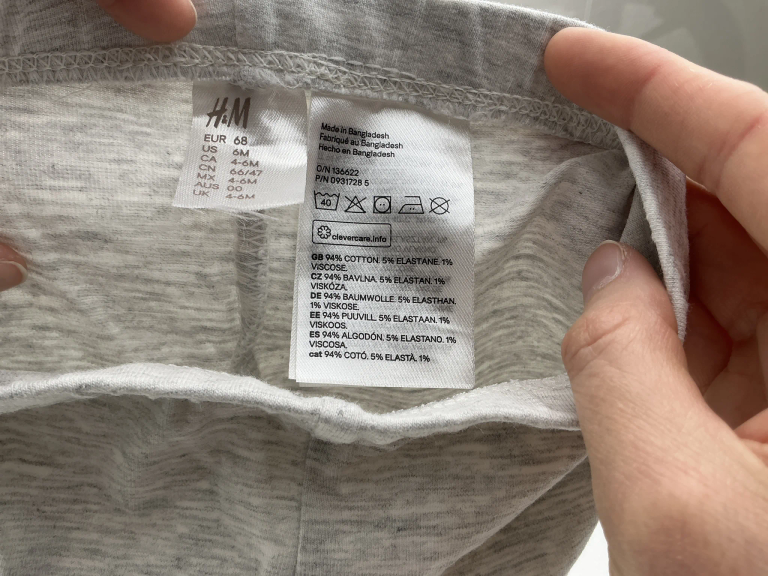 H&M
EUR 68
US 6M
CA 4-6M
CN 66/47
MX 4-6M
AUS 00
UK 4-6M
Made in Bangladesh
Fabriqué au Bangladesh
Hecho en Bangladesh
O/N 136622
P/N 0931728 5
40
clevercare.info
GB 94% COTTON. 5% ELASTANE. 1%
VISCOSE.
CZ 94% BAVLNA. 5% ELASTAN. 1%
VISKÓZA.
DE 94% BAUMWOLLE. 5% ELASTHAN.
1% VISKOSE.
EE 94% PUUVILL. 5% ELASTAAN. 1%
VISKOOS.
ES 94% ALGODÓN. 5% ELASTANO. 1%
VISCOSA.
cat 94% COTÓ. 5% ELASTÀ. 1%